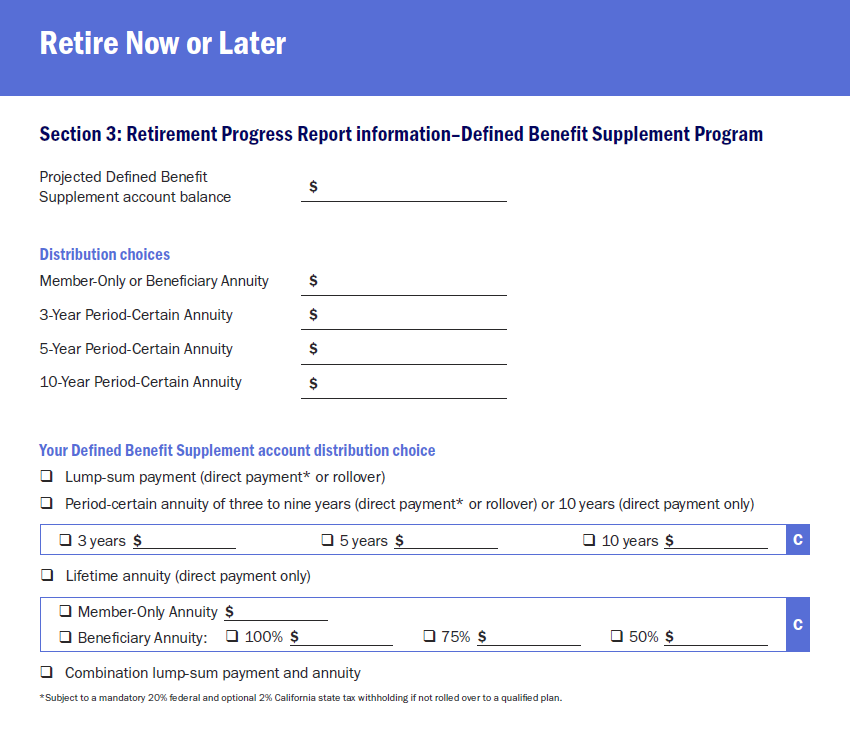 Retire Now or Later
Section 3: Retirement Progress Report information–Defined Benefit Supplement Program
Projected Defined Benefit
Supplement account balance $
Distribution choices
Member-Only or Beneficiary Annuity $
3-Year Period-Certain Annuity $
5-Year Period-Certain Annuity $
10-Year Period-Certain Annuity $
Your Defined Benefit Supplement account distribution choice
❏ Lump-sum payment (direct payment* or rollover)
❏ Period-certain annuity of three to nine years (direct payment* or rollover) or 10 years (direct payment only)
❏ 3 years $ ❏ 5 years $ ❏ 10 years $ C
❏ Lifetime annuity (direct payment only)
❏ Member-Only Annuity $
❏ Beneficiary Annuity: ❏ 100% $ ❏ 75% $ ❏ 50% $ C
❏ Combination lump-sum payment and annuity
*Subject to a mandatory 20% federal and optional 2% California state tax withholding if not rolled over to a qualified plan.